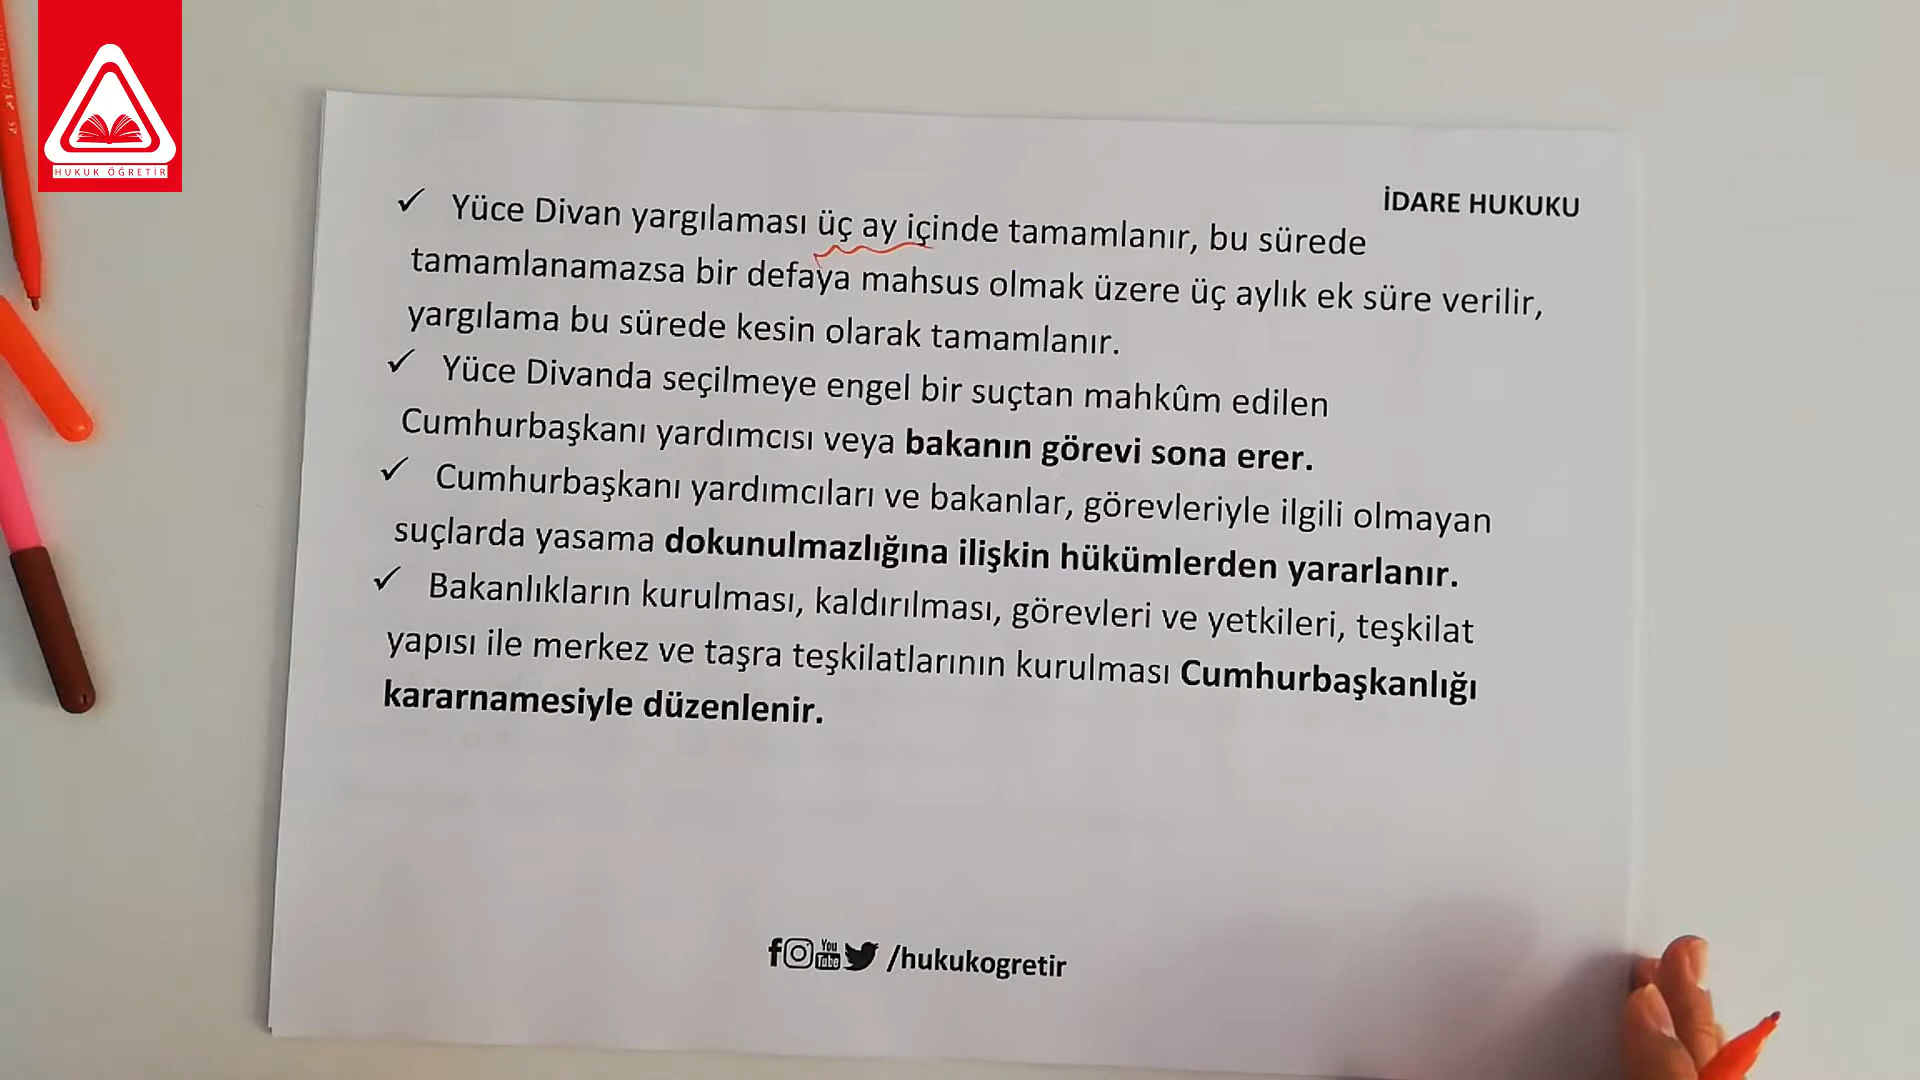 HUKUK ÖĞRETİR
İDARE HUKUKU
✓ Yüce Divan yargılaması üç ay içinde tamamlanır, bu sürede
tamamlanamazsa bir defaya mahsus olmak üzere üç aylık ek süre verilir,
yargılama bu sürede kesin olarak tamamlanır.
✓ Yüce Divanda seçilmeye engel bir suçtan mahkûm edilen
Cumhurbaşkanı yardımcısı veya bakanın görevi sona erer.
✓ Cumhurbaşkanı yardımcıları ve bakanlar, görevleriyle ilgili olmayan
suçlarda yasama dokunulmazlığına ilişkin hükümlerden yararlanır.
✓ Bakanlıkların kurulması, kaldırılması, görevleri ve yetkileri, teşkilat
yapısı ile merkez ve taşra teşkilatlarının kurulması Cumhurbaşkanlığı
kararnamesiyle düzenlenir.
f You Tube /hukukogretir